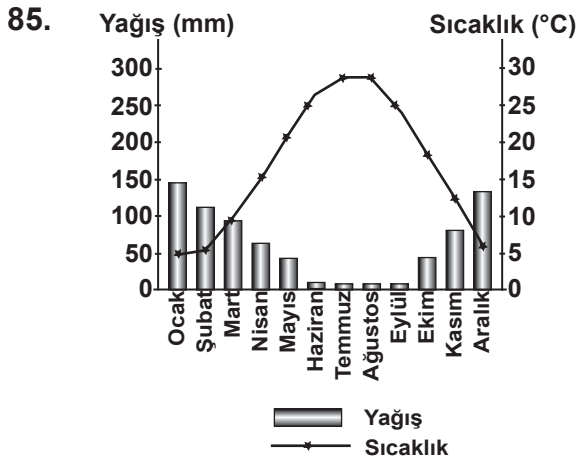 85. Yağış (mm) Sıcaklık (°C)
300 30
250 25
200 20
150 15
100 10
50 5
0 0
Ocak Şubat Mart Nisan Mayıs Haziran Temmuz Ağustos Eylül Ekim Kasım Aralık
Yağış
Sıcaklık